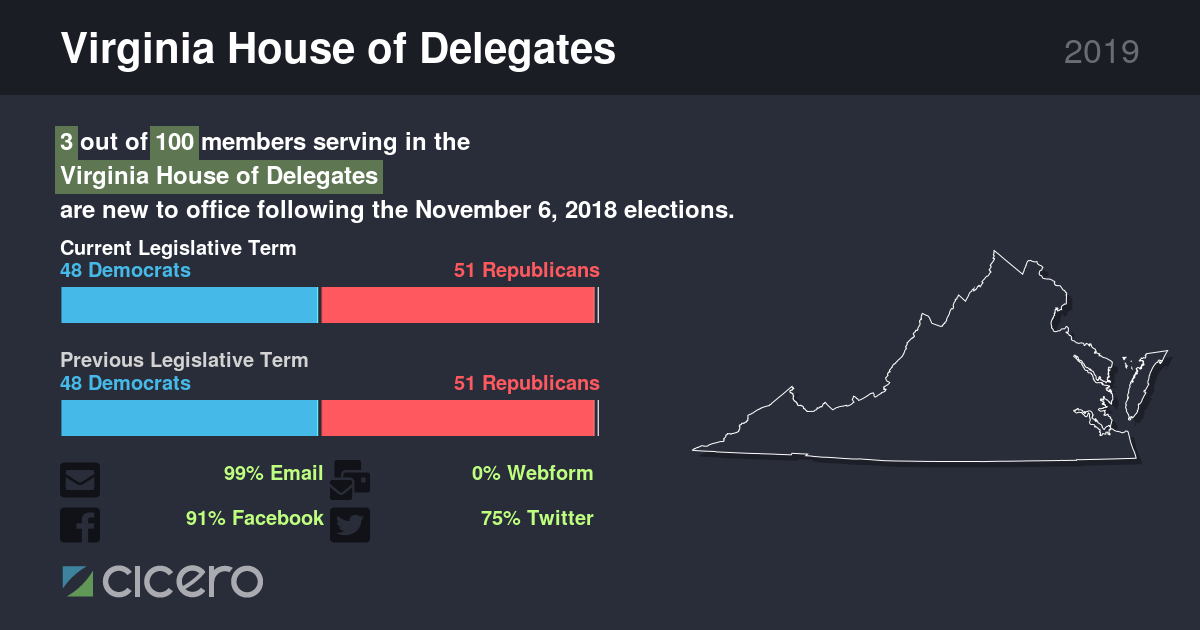 Virginia House of Delegates
2019
3 out of 100 members serving in the
Virginia House of Delegates
are new to office following the November 6, 2018 elections.
Current Legislative Term
48 Democrats 51 Republicans
Previous Legislative Term
48 Democrats 51 Republicans
99% Email 0% Webform
91% Facebook 75% Twitter
cicero